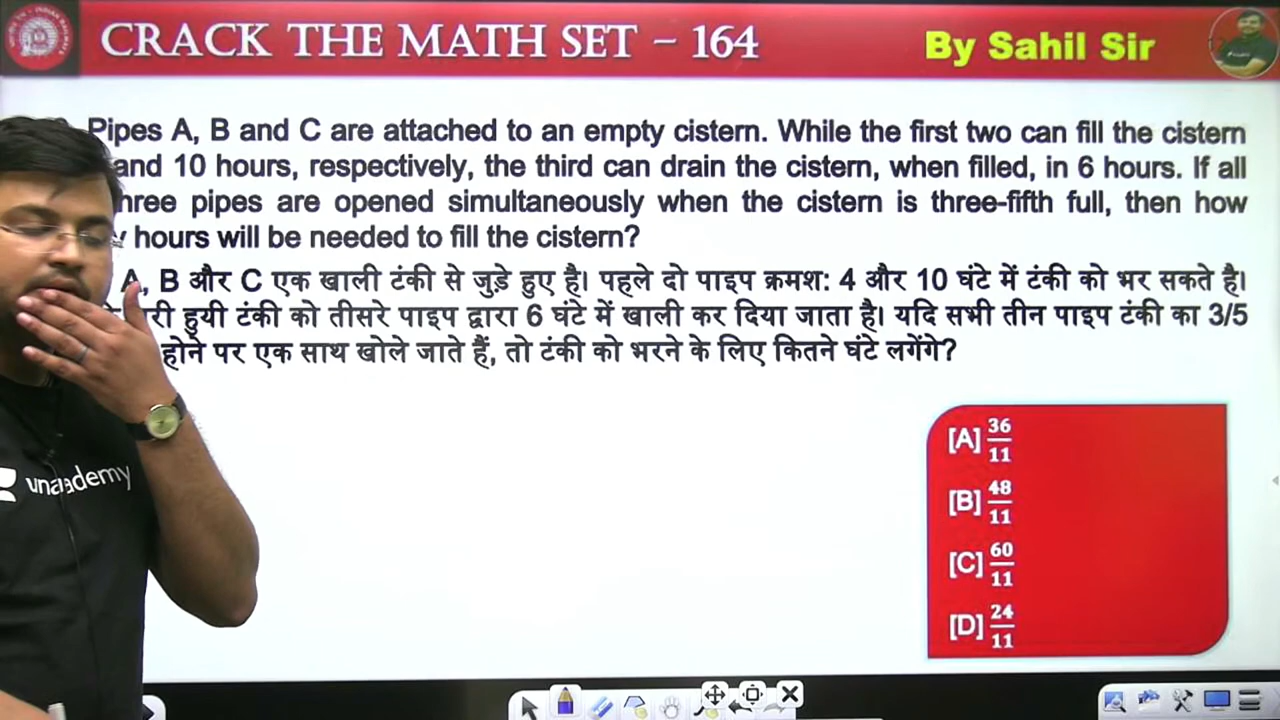 CRACK THE MATH SET – 164
By Sahil Sir
Pipes A, B and C are attached to an empty cistern. While the first two can fill the cistern
and 10 hours, respectively, the third can drain the cistern, when filled, in 6 hours. If all
hree pipes are opened simultaneously when the cistern is three-fifth full, then how
hours will be needed to fill the cistern?
A, B और C एक खाली टंकी से जुड़े हुए है। पहले दो पाइप क्रमश: 4 और 10 घंटे में टंकी को भर सकते है।
री हुयी टंकी को तीसरे पाइप द्वारा 6 घंटे में खाली कर दिया जाता है। यदि सभी तीन पाइप टंकी का 3/5
होने पर एक साथ खोले जाते हैं, तो टंकी को भरने के लिए कितने घंटे लगेंगे?
[A] 36/11
[B] 48/11
[C] 60/11
[D] 24/11
unacademy